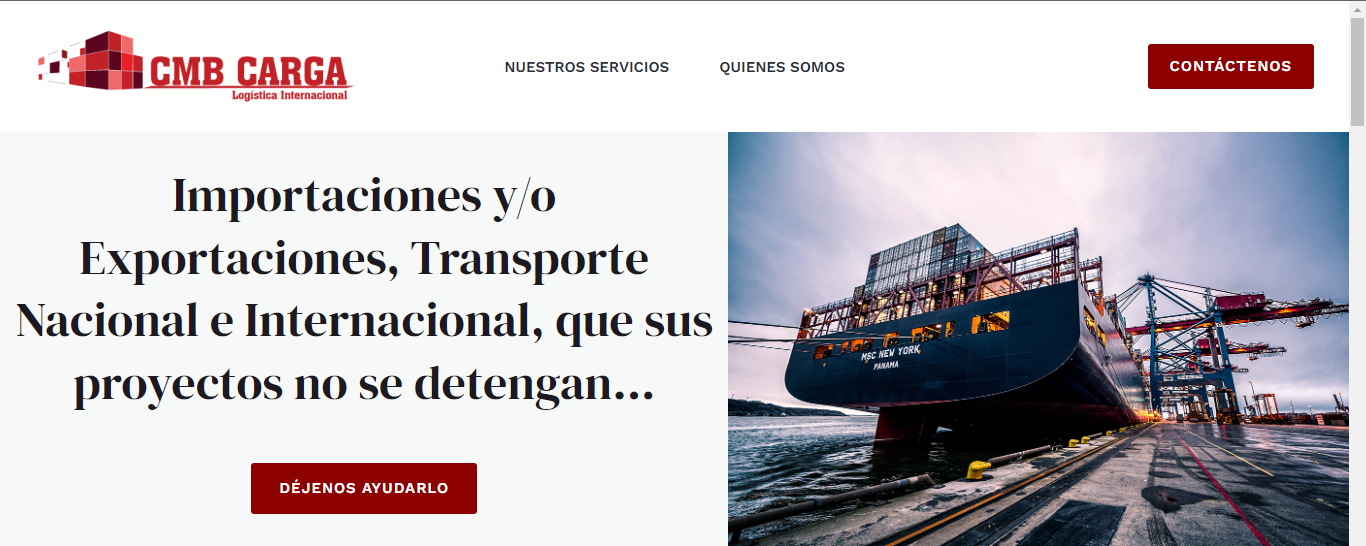 CMB CARGA
Logística Internacional
NUESTROS SERVICIOS
QUIENES SOMOS
CONTÁCTENOS
Importaciones y/o
Exportaciones, Transporte
Nacional e Internacional, que sus
proyectos no se detengan...
DÉJENOS AYUDARLO
MSC NEW YORK
PANAMA